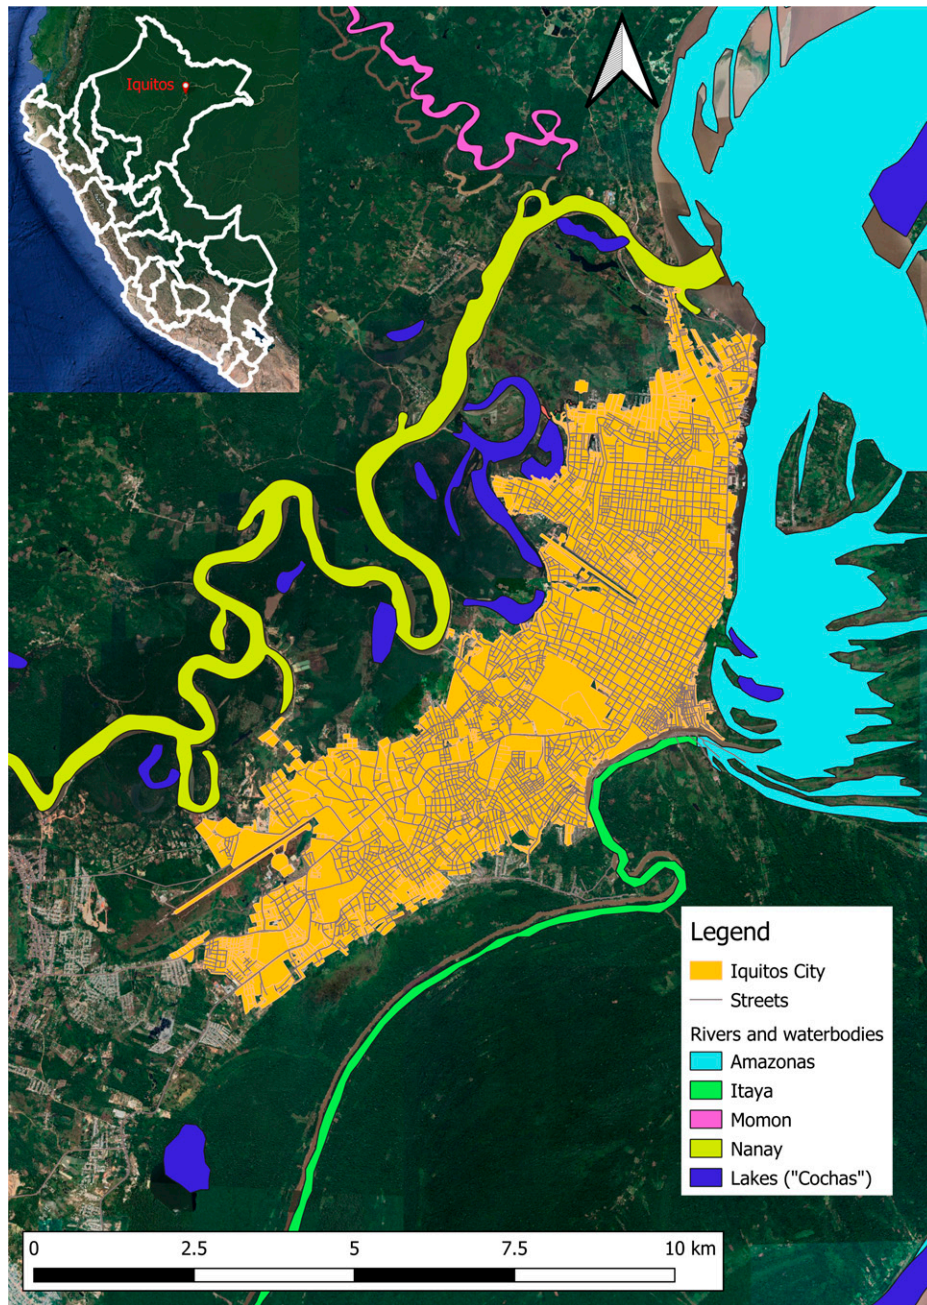 Iquitos
Legend
Iquitos City
Streets
Rivers and waterbodies
Amazonas
Itaya
Momon
Nanay
Lakes ("Cochas")
0 2.5 5 7.5 10 km